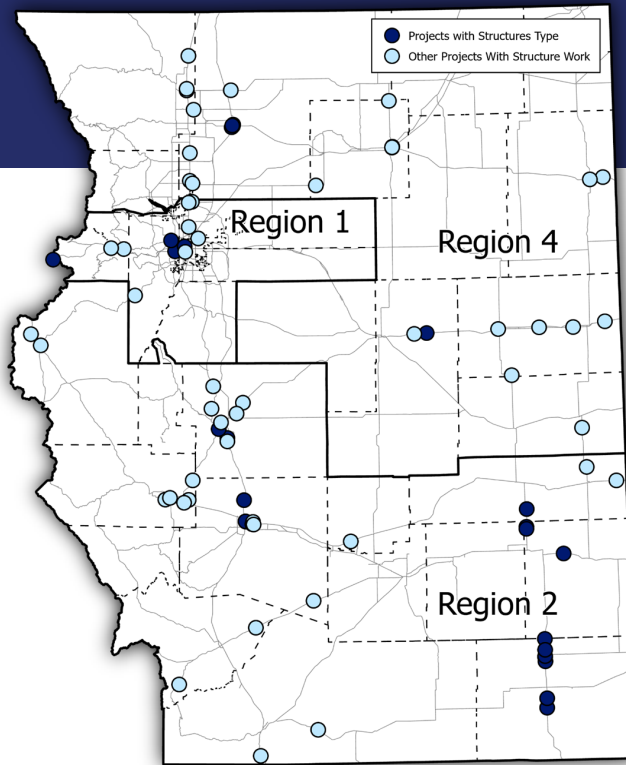 Projects with Structures Type
Other Projects With Structure Work
Region 1
Region 4
Region 2